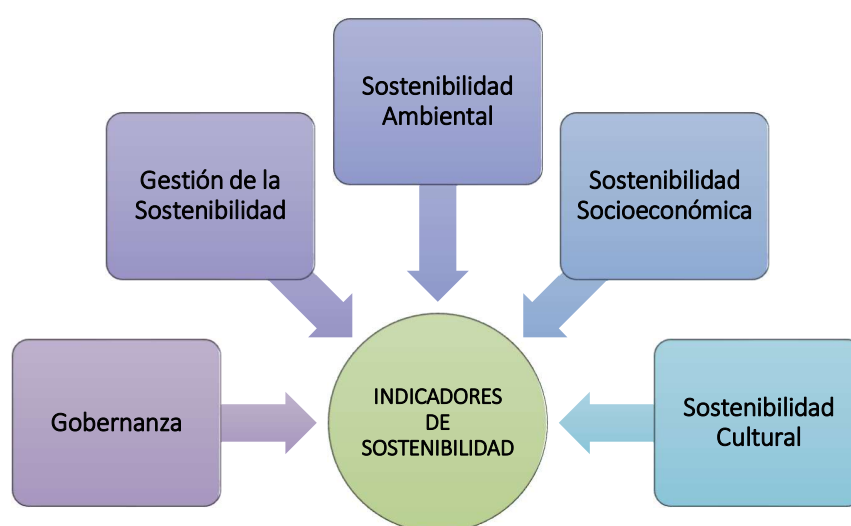 Sostenibilidad
Ambiental
Gestión de la
Sostenibilidad
Sostenibilidad
Socioeconómica
Gobernanza
INDICADORES
DE
SOSTENIBILIDAD
Sostenibilidad
Cultural